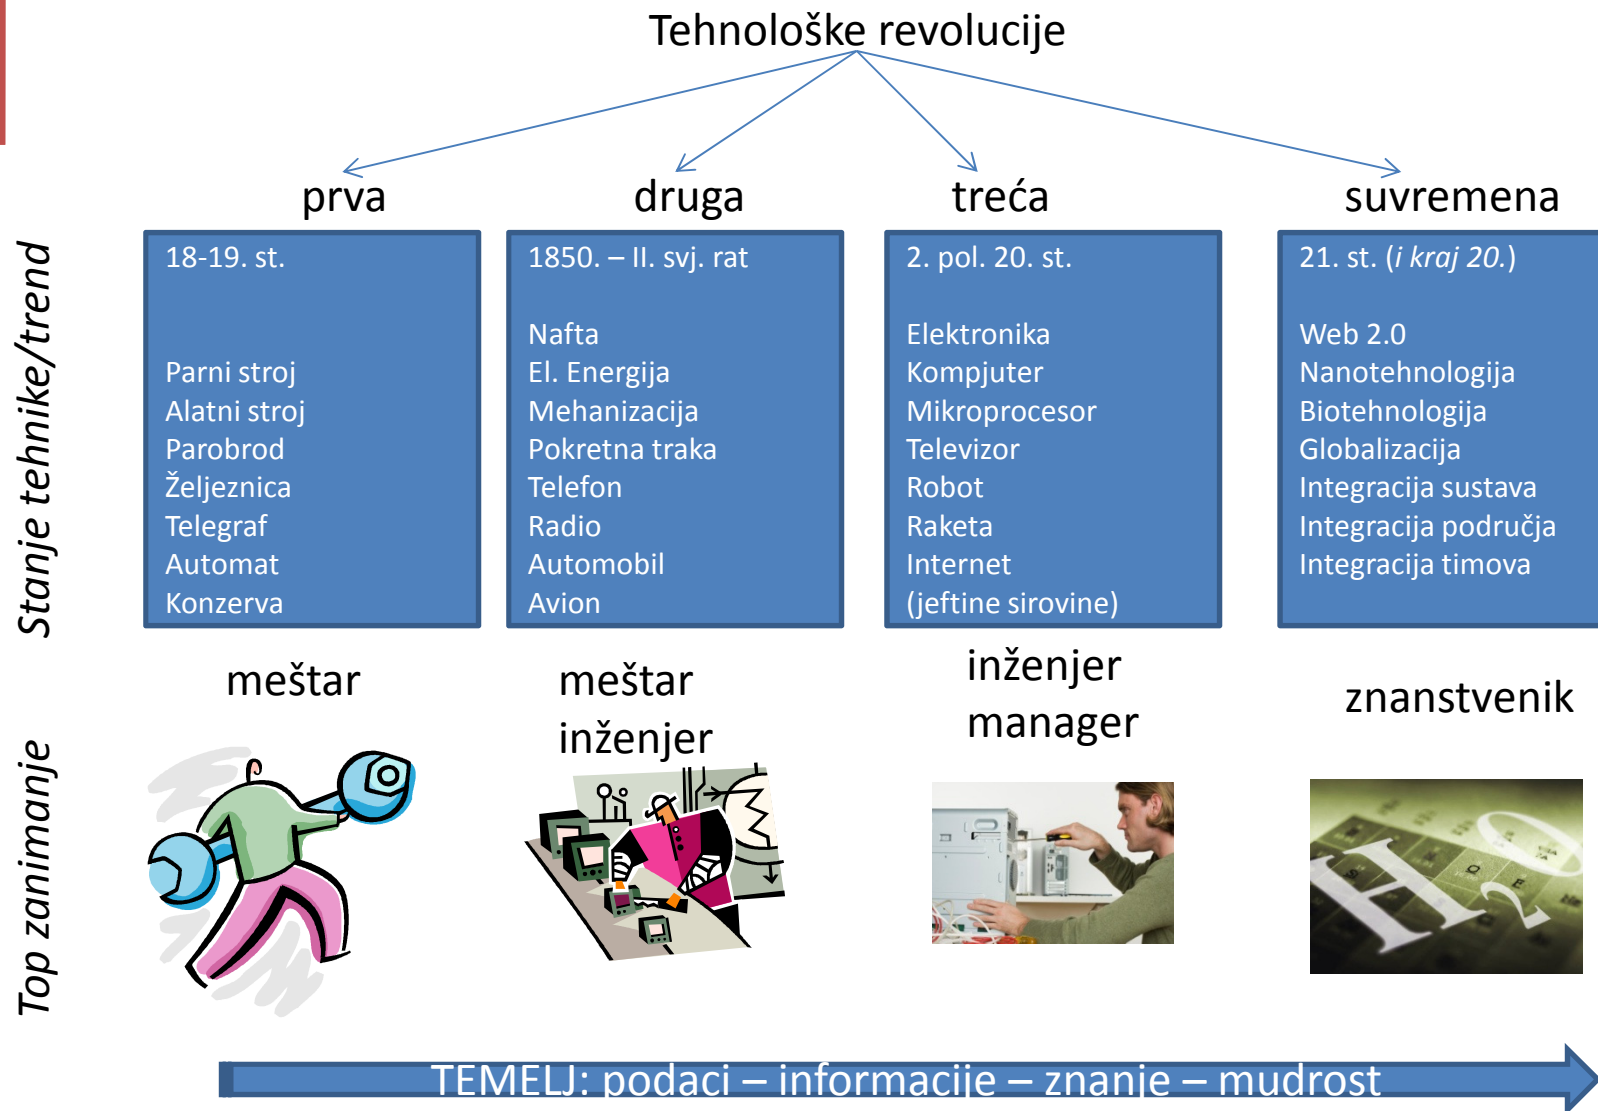 Tehnološke revolucije
prva
druga
treća
suvremena
Stanje tehnike/trend
18-19. st.
Parni stroj
Alatni stroj
Parobrod
Željeznica
Telegraf
Automat
Konzerva
1850. – II. svj. rat
Nafta
El. Energija
Mehanizacija
Pokretna traka
Telefon
Radio
Automobil
Avion
2. pol. 20. st.
Elektronika
Kompjuter
Mikroprocesor
Televizor
Robot
Raketa
Internet
(jeftine sirovine)
21. st. (i kraj 20.)
Web 2.0
Nanotehnologija
Biotehnologija
Globalizacija
Integracija sustava
Integracija područja
Integracija timova
Top zanimanje
meštar
meštar
inženjer
inženjer
manager
znanstvenik
H2O
TEMELJ: podaci – informacije – znanje – mudrost